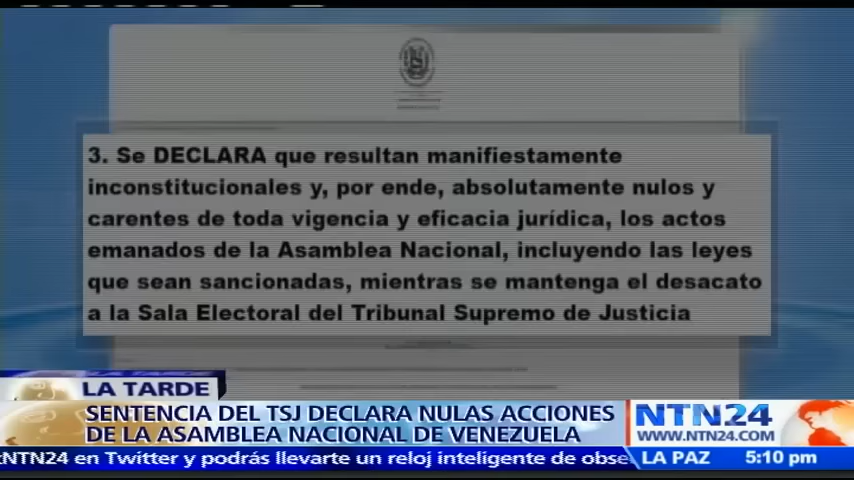 3. Se DECLARA que resultan manifiestamente
inconstitucionales y, por ende, absolutamente nulos y
carentes de toda vigencia y eficacia jurídica, los actos
emanados de la Asamblea Nacional, incluyendo las leyes
que sean sancionadas, mientras se mantenga el desacato
a la Sala Electoral del Tribunal Supremo de Justicia
LA TARDE
SENTENCIA DEL TSJ DECLARA NULAS ACCIONES
DE LA ASAMBLEA NACIONAL DE VENEZUELA
NTN24
WWW.NTN24.COM
NTN24 en Twitter y podrás llevarte un reloj inteligente de
LA PAZ 5:10 pm